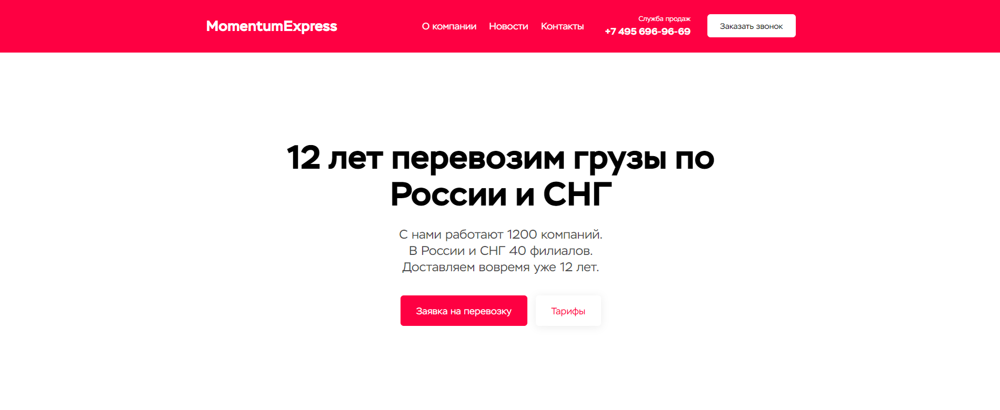 MomentumExpress
О компании
Новости
Контакты
Служба продаж
+7 495 696-96-69
Заказать звонок
12 лет перевозим грузы по
России и СНГ
С нами работают 1200 компаний.
В России и СНГ 40 филиалов.
Доставляем вовремя уже 12 лет.
Заявка на перевозку
Тарифы